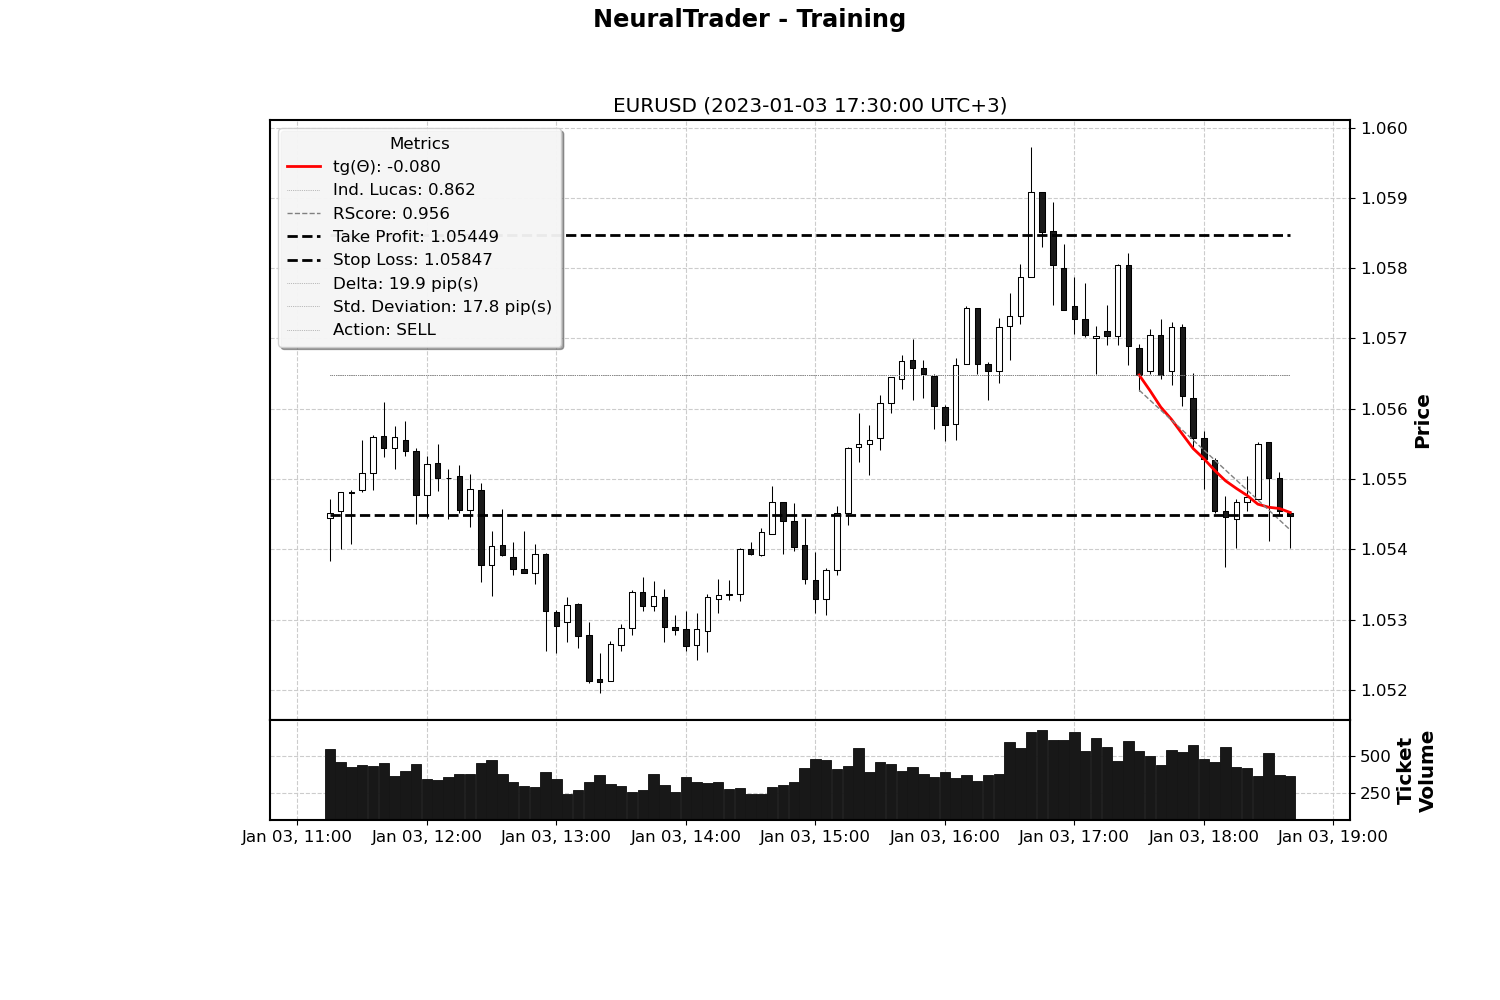 NeuralTrader - Training
EURUSD (2023-01-03 17:30:00 UTC+3)
Metrics
tg(Θ): -0.080
Ind. Lucas: 0.862
RScore: 0.956
Take Profit: 1.05449
Stop Loss: 1.05847
Delta: 19.9 pip(s)
Std. Deviation: 17.8 pip(s)
Action: SELL
1.060
1.059
1.058
1.057
1.056
1.055
1.054
1.053
1.052
Price
500
250
Ticket
Volume
Jan 03, 11:00 Jan 03, 12:00 Jan 03, 13:00 Jan 03, 14:00 Jan 03, 15:00 Jan 03, 16:00 Jan 03, 17:00 Jan 03, 18:00 Jan 03, 19:00